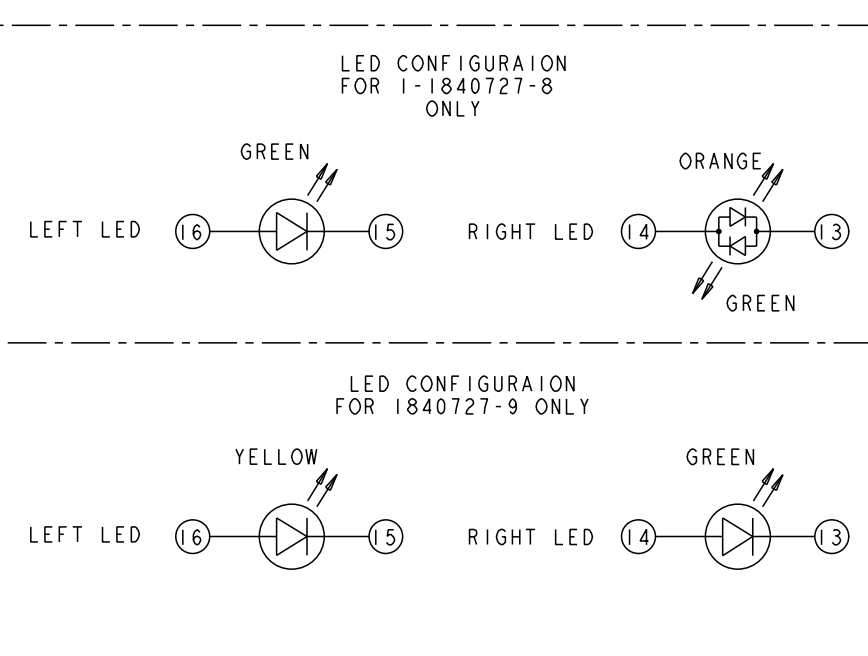 LED CONFIGURAION
FOR 1-1840727-8
ONLY
GREEN
ORANGE
LEFT LED 16 15 RIGHT LED 14 13
GREEN
LED CONFIGURAION
FOR 1840727-9 ONLY
YELLOW
GREEN
LEFT LED 16 15 RIGHT LED 14 13